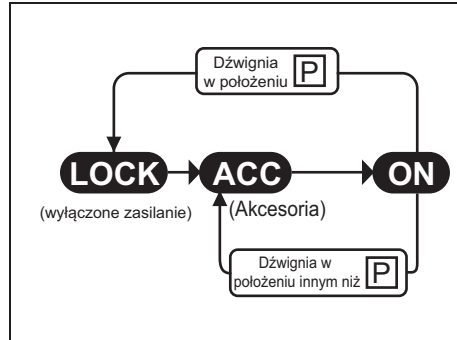 Dźwignia
w położeniu P
LOCK ACC ON
(wyłączone zasilanie) (Akcesoria)
Dźwignia w
położeniu innym niż P